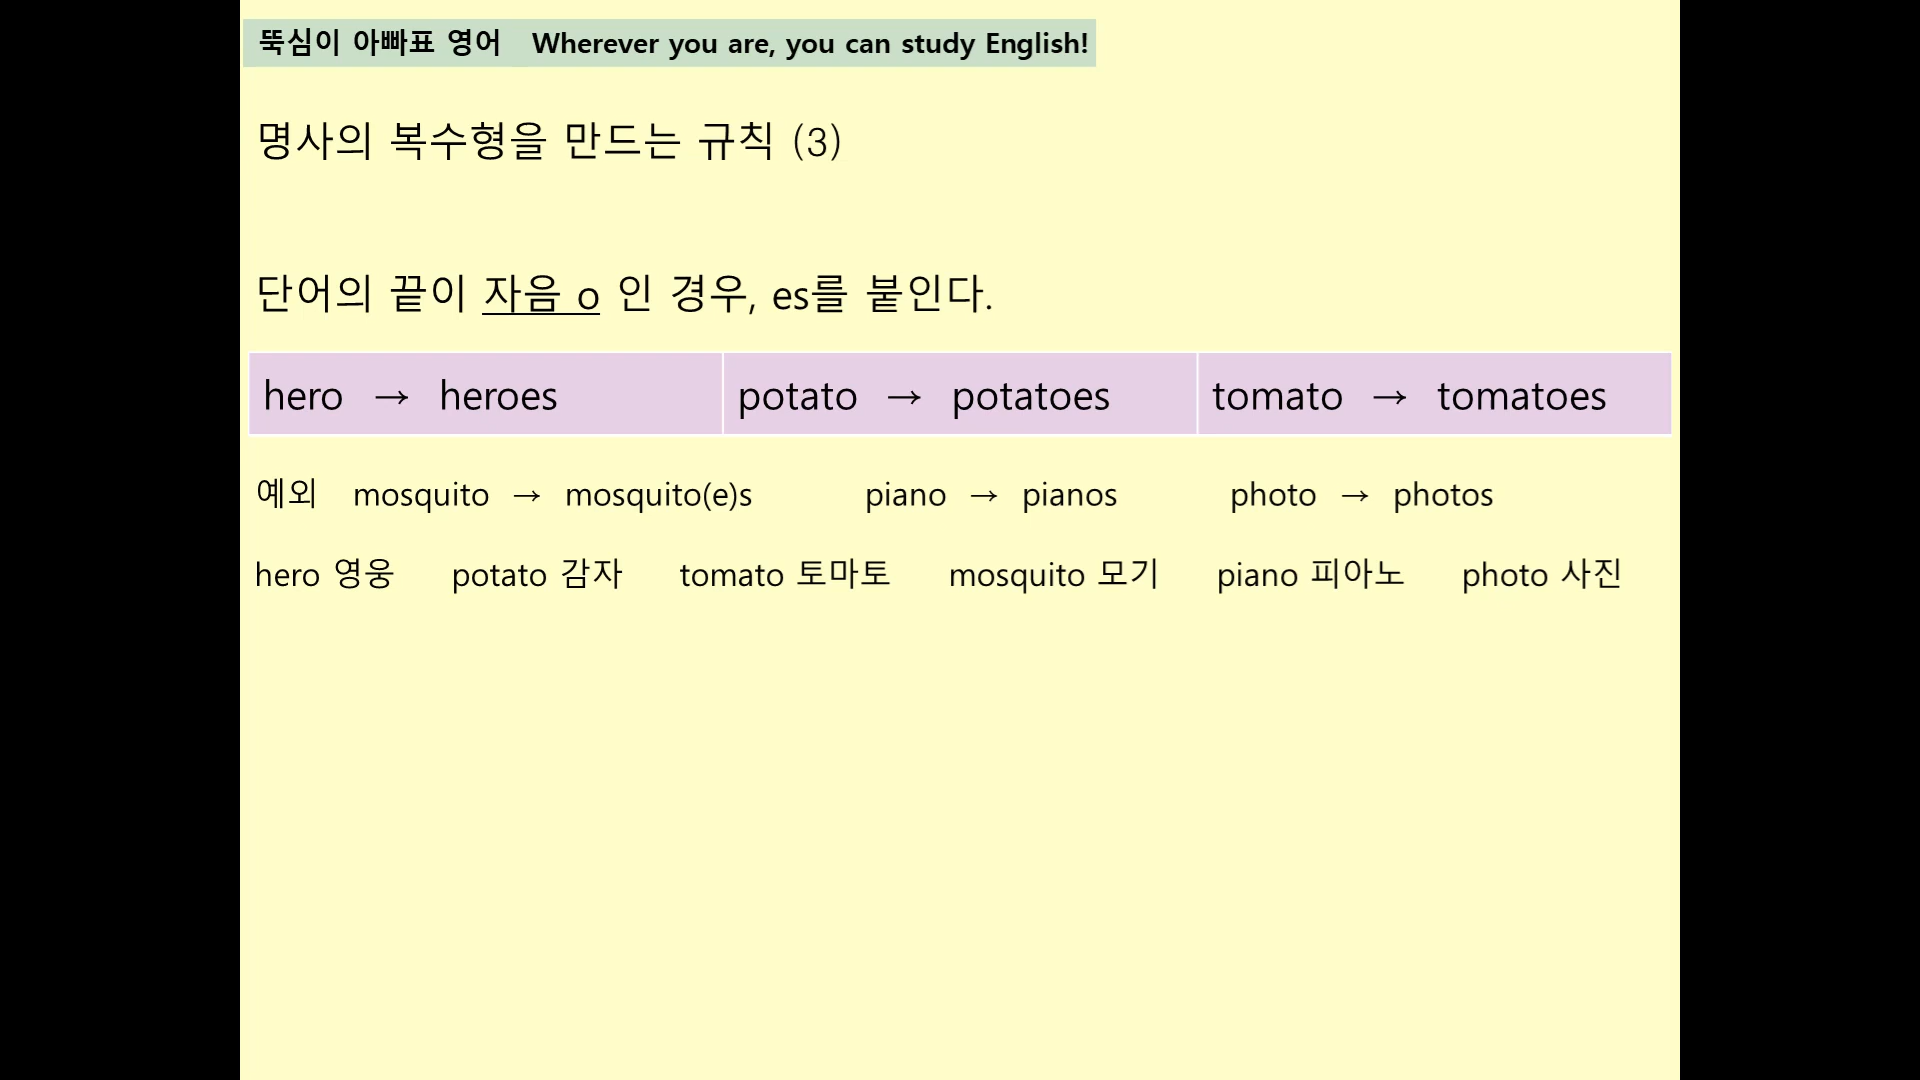 뚝심이 아빠표 영어 Wherever you are, you can study English!
명사의 복수형을 만드는 규칙 (3)
단어의 끝이 자음 o 인 경우, es를 붙인다.
hero → heroes potato → potatoes tomato → tomatoes
예외 mosquito → mosquito(e)s piano → pianos photo → photos
hero 영웅 potato 감자 tomato 토마토 mosquito 모기 piano 피아노 photo 사진